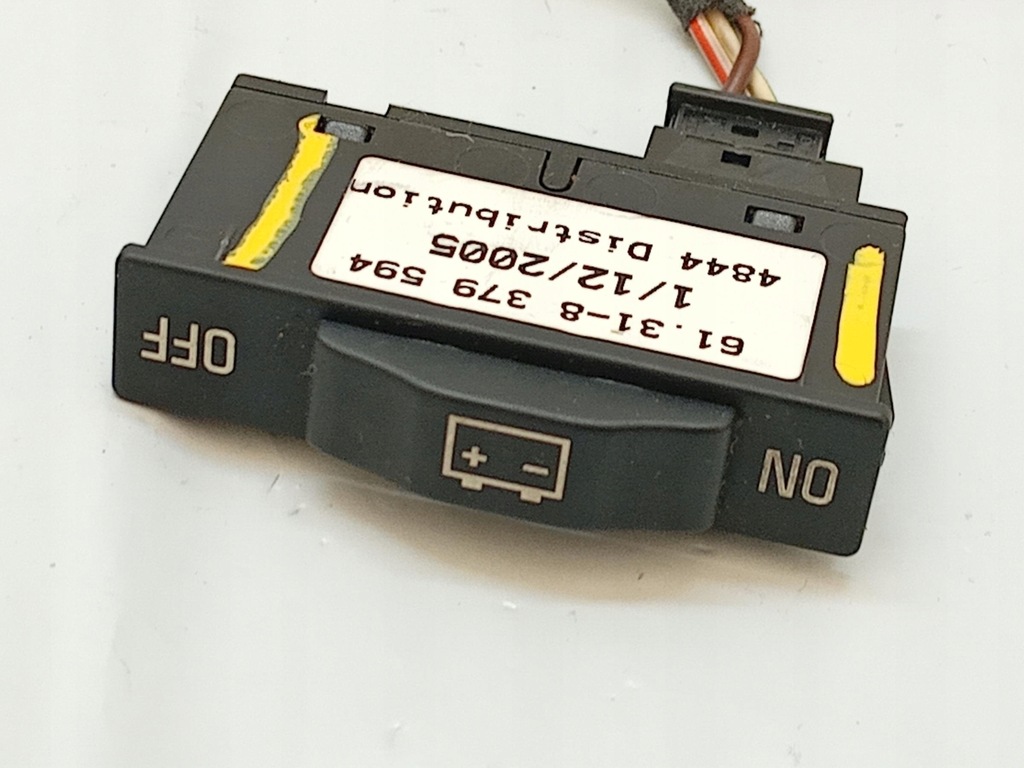 61.31-8 379 594
1/12/2005
4844 Distribution
ON
+ -
OFF